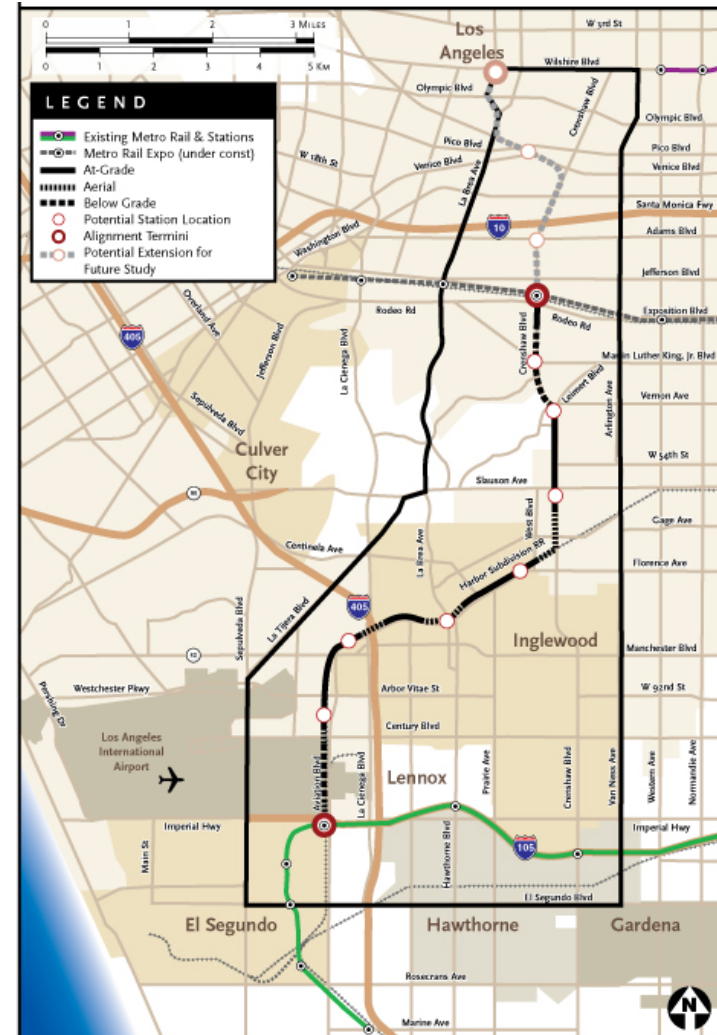 0 1 2 3 MILES
0 1 2 3 4 5 KM
LEGEND
Existing Metro Rail & Stations
Metro Rail Expo (under const)
At-Grade
Aerial
Below Grade
Potential Station Location
Alignment Termini
Potential Extension for
Future Study
Los
Angeles
W 3rd St
Wilshire Blvd
Olympic Blvd
Crenshaw Blvd
Olympic Blvd
Pico Blvd
Pico Blvd
W 18th St
Venice Blvd
Venice Blvd
La Brea Ave
Santa Monica Fwy
10
Adams Blvd
Washington Blvd
Jefferson Blvd
Exposition Blvd
Rodeo Rd
Rodeo Rd
Overland Ave
Jefferson Blvd
405
La Cienega Blvd
Crenshaw Blvd
Martin Luther King, Jr. Blvd
Leimert Blvd
Arlington Ave
Vernon Ave
Sepulveda Blvd
Culver
City
W 54th St
Slauson Ave
90
West Blvd
Gage Ave
La Brea Ave
Centinela Ave
Harbor Subdivision RR
Florence Ave
405
La Tijera Blvd
Sepulveda Blvd
Inglewood
Manchester Blvd
Westchester Pkwy
Arbor Vitae St
W 92nd St
Pershing Dr
Century Blvd
Los Angeles
International
Airport
Aviation Blvd
La Cienega Blvd
Lennox
Prairie Ave
Crenshaw Blvd
Van Ness Ave
Western Ave
Normandie Ave
Imperial Hwy
Imperial Hwy
Main St
Hawthorne Blvd
105
El Segundo Blvd
El Segundo
Hawthorne
Gardena
Rosecrans Ave
N
Marine Ave